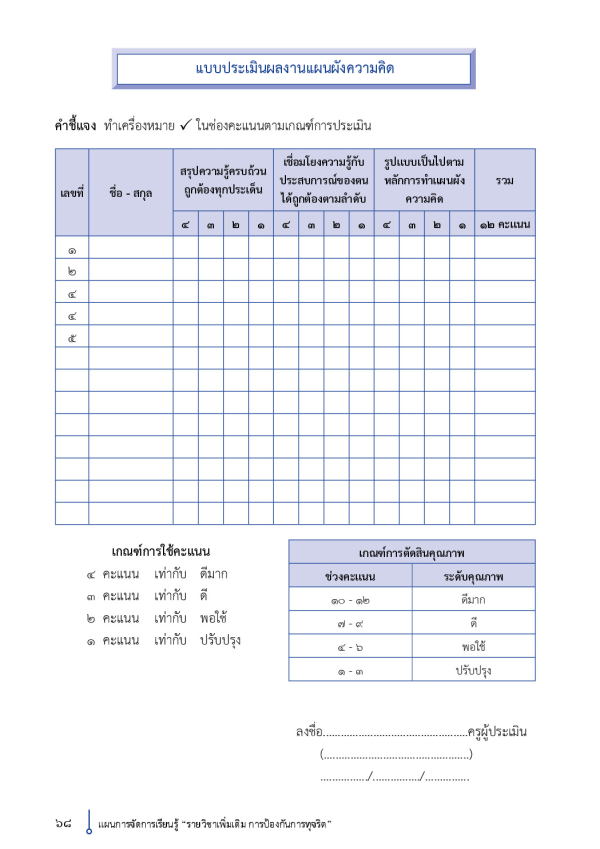 แบบประเมินผลงานแผนผังความคิด
คำชี้แจง ทำเครื่องหมาย ✓ ในช่องคะแนนตามเกณฑ์การประเมิน
เลขที่
ชื่อ - สกุล
สรุปความรู้ครบถ้วน
ถูกต้องทุกประเด็น
เชื่อมโยงความรู้กับ
ประสบการณ์ของตน
ได้ถูกต้องตามลำดับ
รูปแบบเป็นไปตาม
หลักการทำแผนผัง
ความคิด
รวม
๔ ๓ ๒ ๑ ๔ ๓ ๒ ๑ ๔ ๓ ๒ ๑ ๑๒ คะแนน
๑
๒
๔
๔
๕
เกณฑ์การใช้คะแนน
๔ คะแนน เท่ากับ ดีมาก
๓ คะแนน เท่ากับ ดี
๒ คะแนน เท่ากับ พอใช้
๑ คะแนน เท่ากับ ปรับปรุง
เกณฑ์การตัดสินคุณภาพ
ช่วงคะแนน ระดับคุณภาพ
๑๐ - ๑๒ ดีมาก
๗ - ๙ ดี
๔ - ๖ พอใช้
๑ - ๓ ปรับปรุง
ลงชื่อ.................................................ครูผู้ประเมิน
(.................................................)
................/................/...............
๖๘ แผนการจัดการเรียนรู้ “รายวิชาเพิ่มเติม การป้องกันการทุจริต”